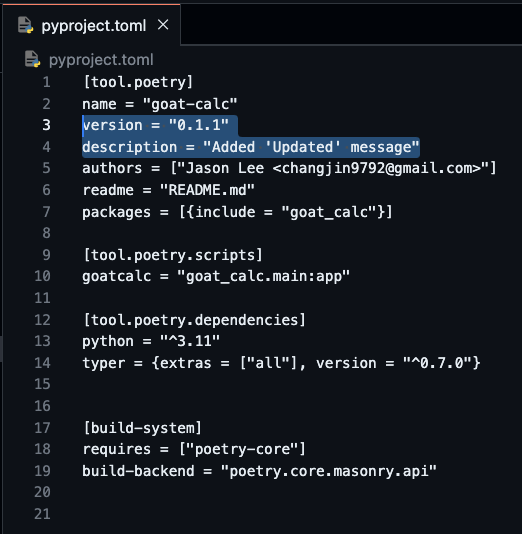 pyproject.toml
pyproject.toml
1 [tool.poetry]
2 name = "goat-calc"
3 version = "0.1.1"
4 description = "Added 'Updated' message"
5 authors = ["Jason Lee <changjin9792@gmail.com>"]
6 readme = "README.md"
7 packages = [{include = "goat_calc"}]
8
9 [tool.poetry.scripts]
10 goatcalc = "goat_calc.main:app"
11
12 [tool.poetry.dependencies]
13 python = "^3.11"
14 typer = {extras = ["all"], version = "^0.7.0"}
15
16
17 [build-system]
18 requires = ["poetry-core"]
19 build-backend = "poetry.core.masonry.api"
20
21